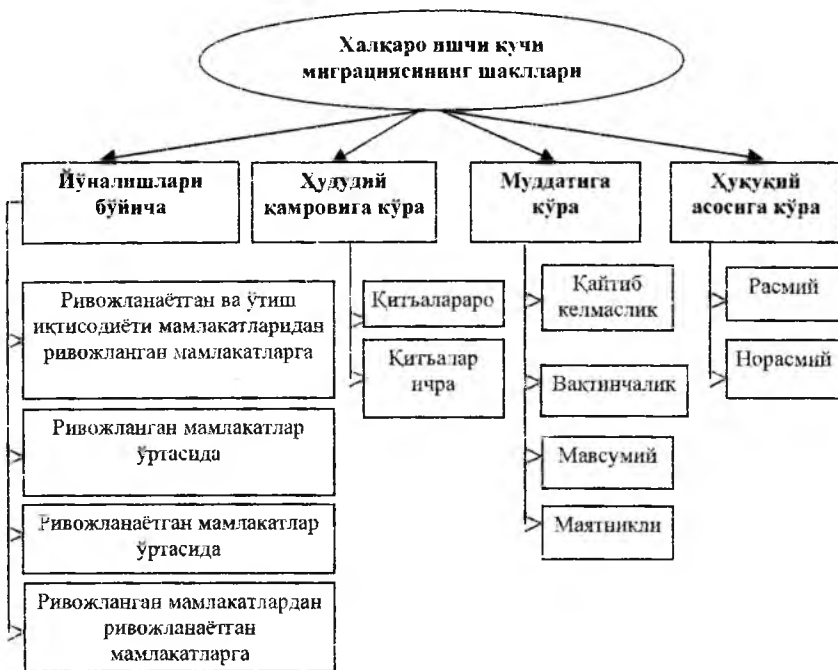 Халқаро ишчи кучи
миграциясининг шакллари
Йўналишлари
бўйича
Ривожланаётган ва ўтиш
иқтисодиёти мамлакатларидан
ривожланган мамлакатларга
Ривожланган мамлакатлар
ўртасида
Ривожланаётган мамлакатлар
ўртасида
Ривожланган мамлакатлардан
ривожланаётган
мамлакатларга
Ҳудудий
қамровига кўра
Қитъалараро
Қитъалар
ичра
Муддатига
кўра
Қайтиб
келмаслик
Вақтинчалик
Мавсумий
Маятникли
Ҳуқуқий
асосига кўра
Расмий
Норасмий